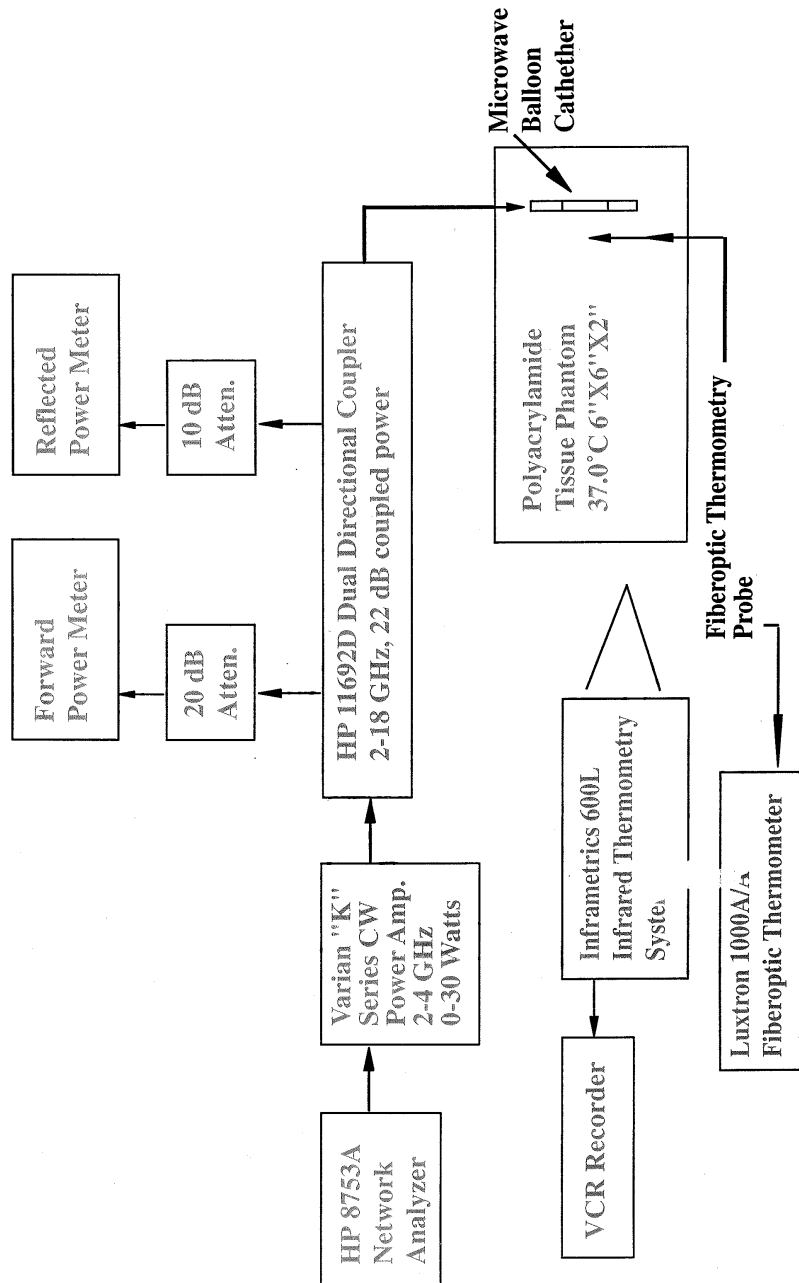 Forward
Power Meter
Reflected
Power Meter
20 dB
Atten.
10 dB
Atten.
HP 8753A
Network
Analyzer
Varian "K"
Series CW
Power Amp.
2-4 GHz
0-30 Watts
HP 11692D Dual Directional Coupler
2-18 GHz, 22 dB coupled power
Microwave
Balloon
Cathether
VCR Recorder
Inframetrics 600L
Infrared Thermometry
Polyacrylamide
Tissue Phantom
37.0°C 6"X6"X2"
Luxtron 1000A/A
Fiberoptic Thermometer
Fiberoptic Thermometry
Probe